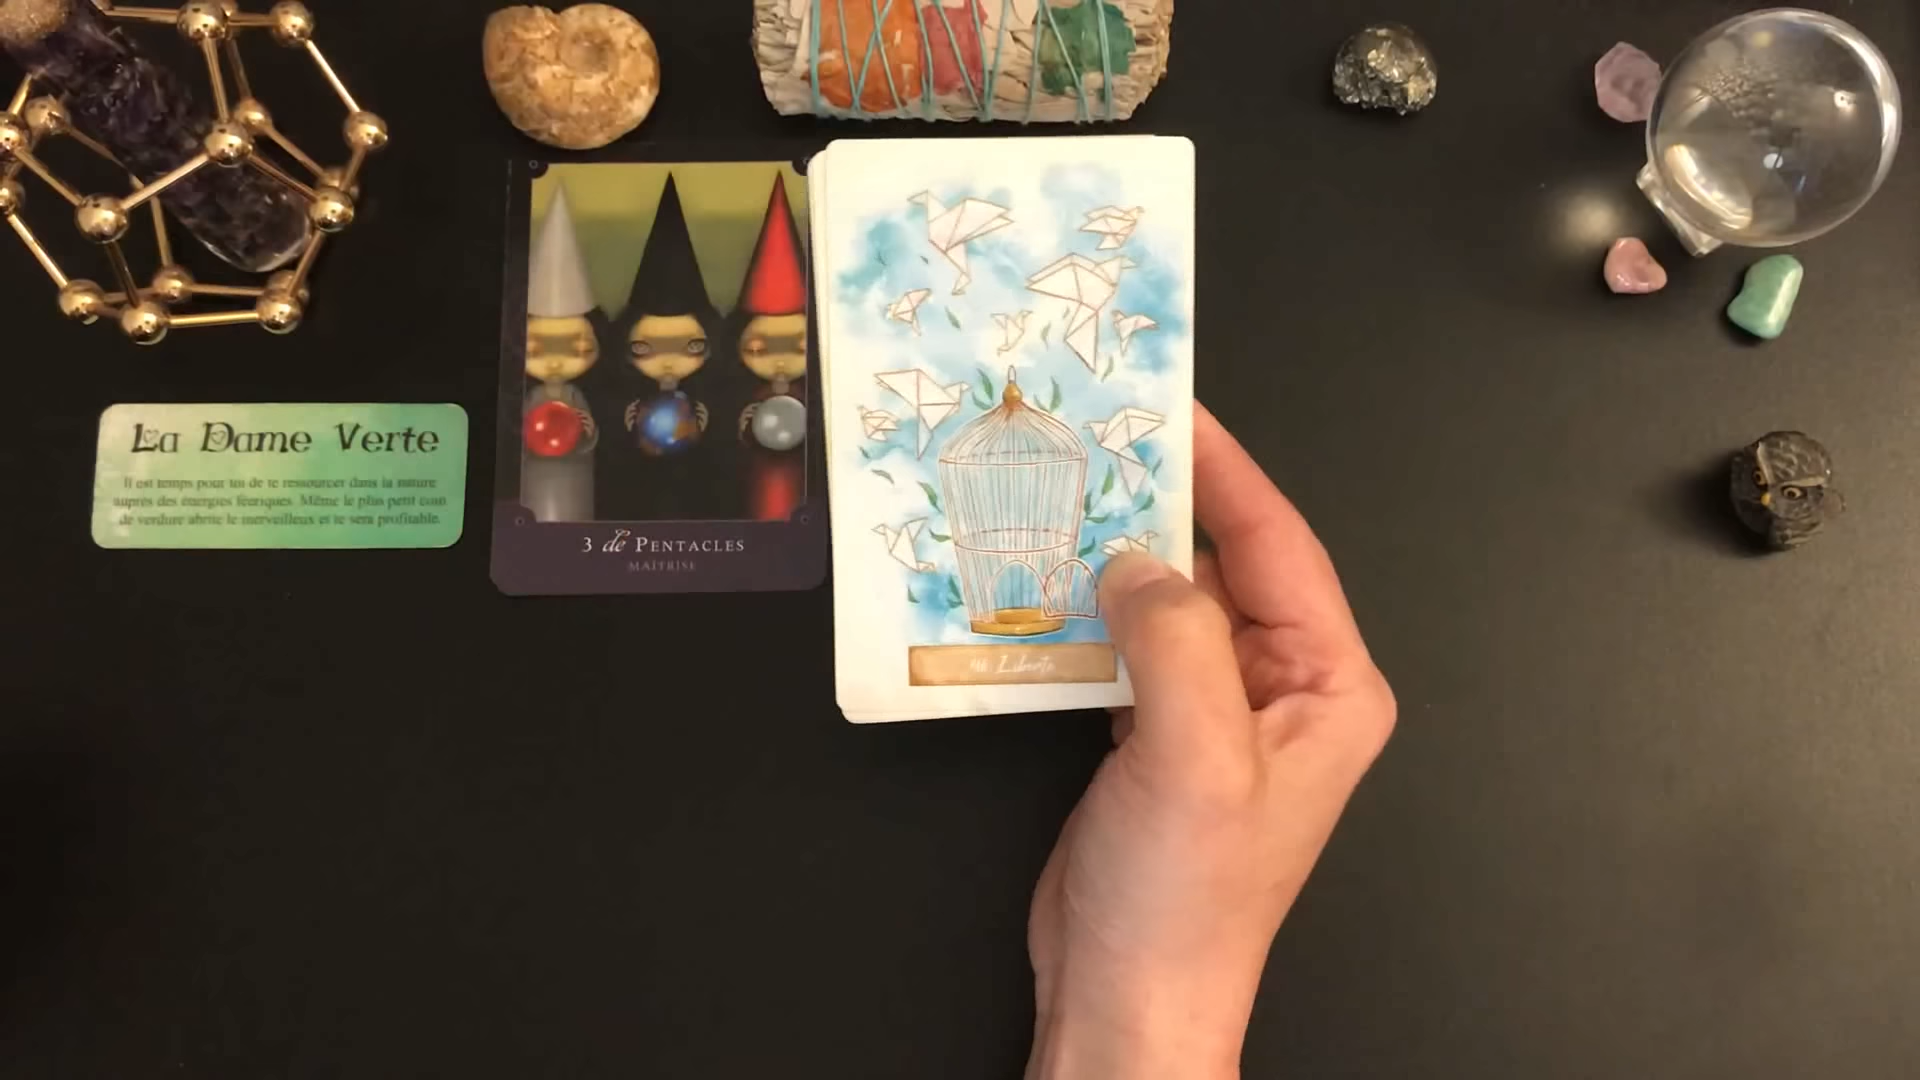 La Dame Verte
Il est temps pour toi de te ressourcer dans la nature
auprès des énergies féeriques. Même le plus petit coin
de verdure abrite le merveilleux et te sera profitable.
3 de PENTACLES
MAÎTRISE
Liberté